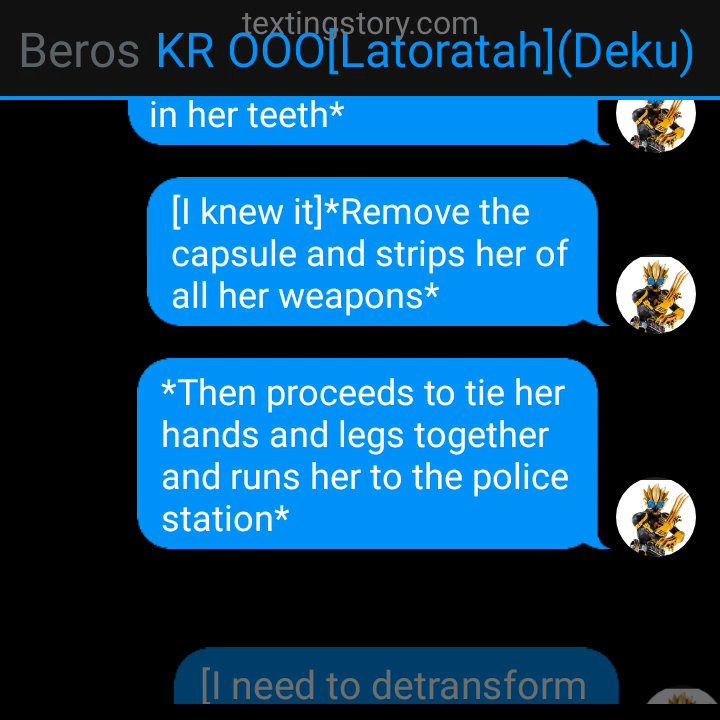 textingstory.com
Beros KR OOO[Latoratah](Deku)
in her teeth*
[I knew it]*Remove the
capsule and strips her of
all her weapons*
*Then proceeds to tie her
hands and legs together
and runs her to the police
station*
[I need to detransform